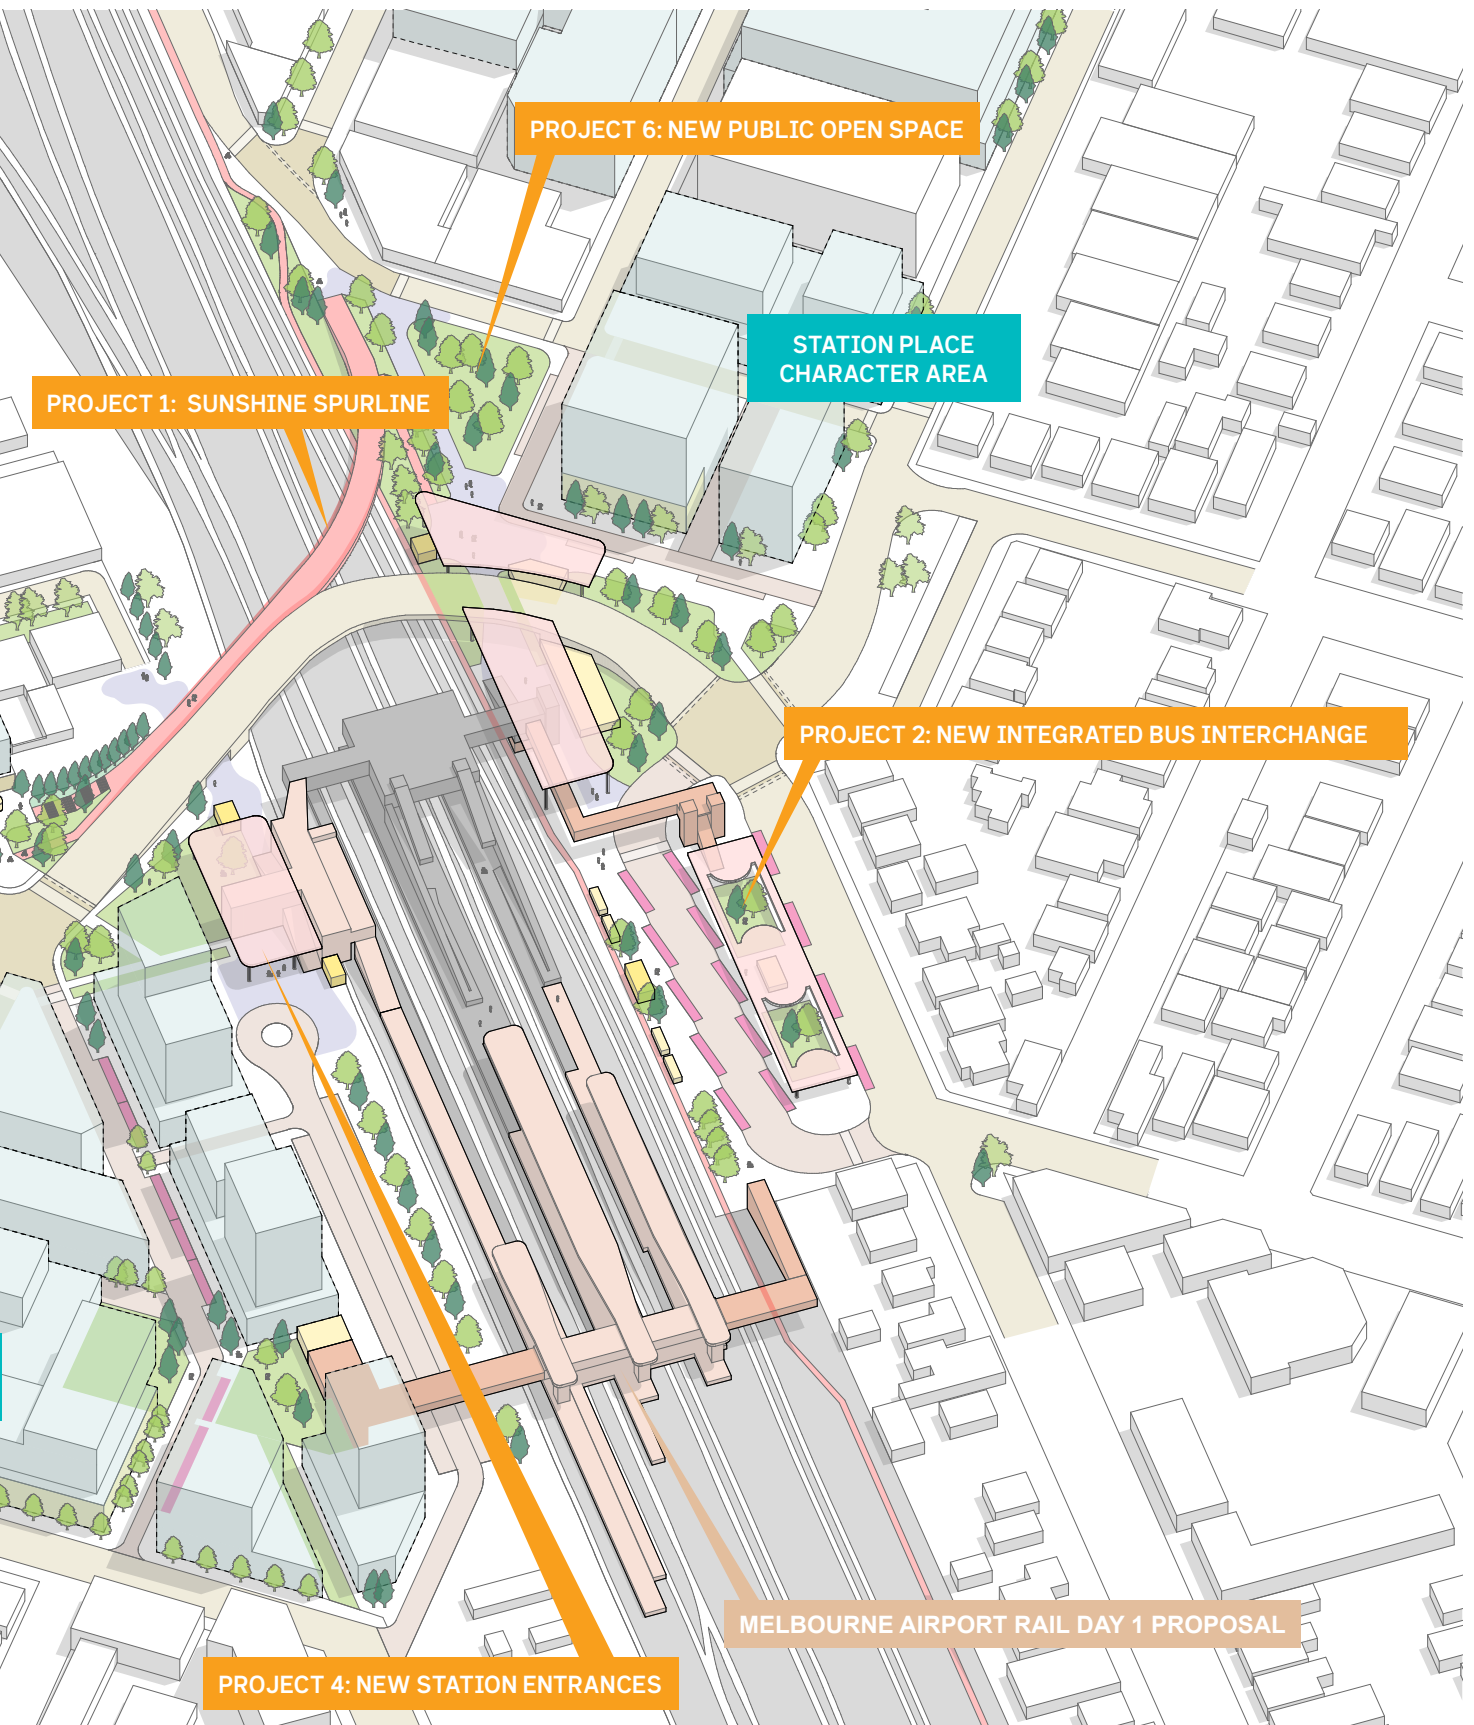 PROJECT 6: NEW PUBLIC OPEN SPACE
STATION PLACE
CHARACTER AREA
PROJECT 1: SUNSHINE SPURLINE
PROJECT 2: NEW INTEGRATED BUS INTERCHANGE
MELBOURNE AIRPORT RAIL DAY 1 PROPOSAL
PROJECT 4: NEW STATION ENTRANCES